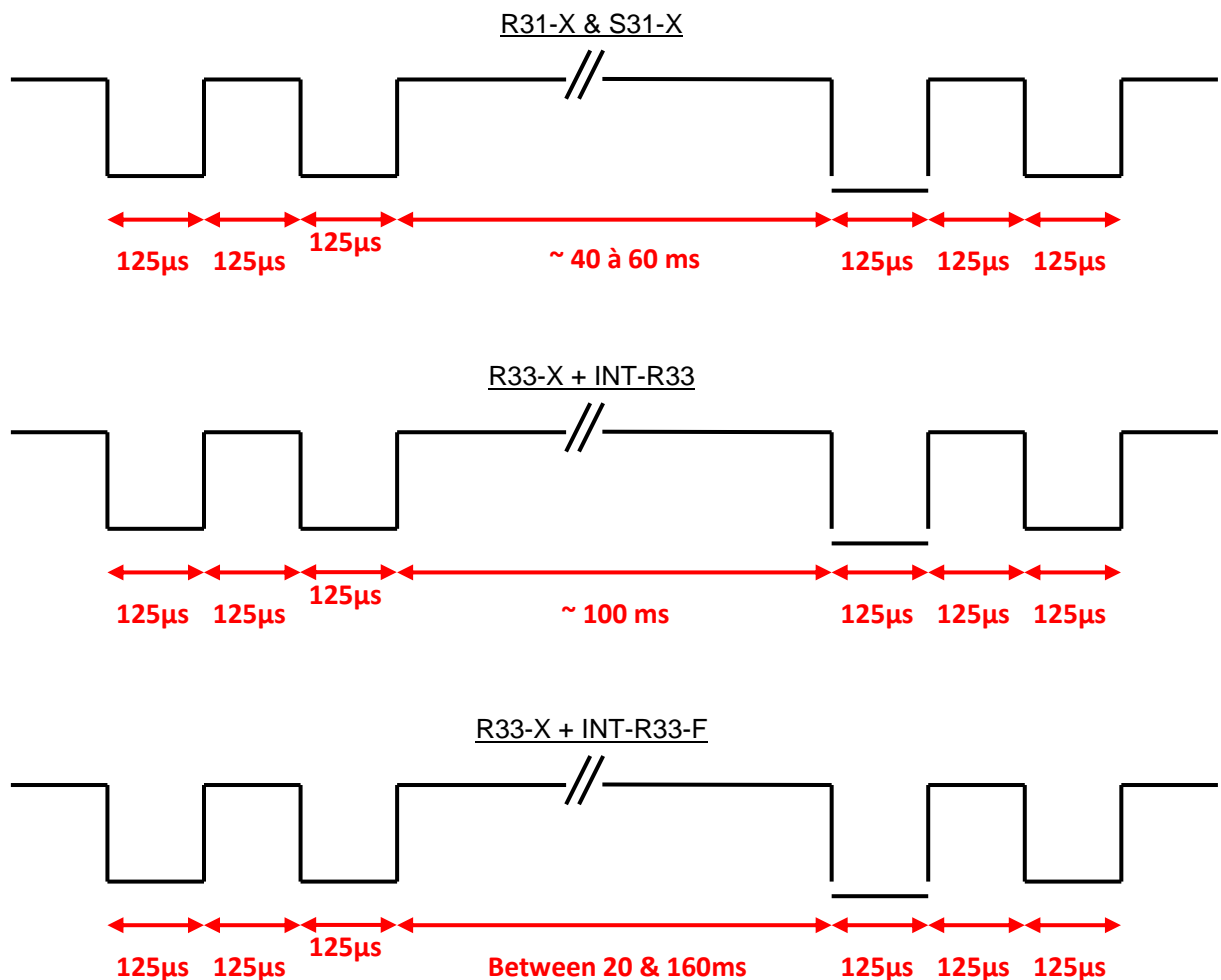 R31-X & S31-X
125µs 125µs 125µs ~ 40 à 60 ms 125µs 125µs 125µs
R33-X + INT-R33
125µs 125µs 125µs ~ 100 ms 125µs 125µs 125µs
R33-X + INT-R33-F
125µs 125µs 125µs Between 20 & 160ms 125µs 125µs 125µs